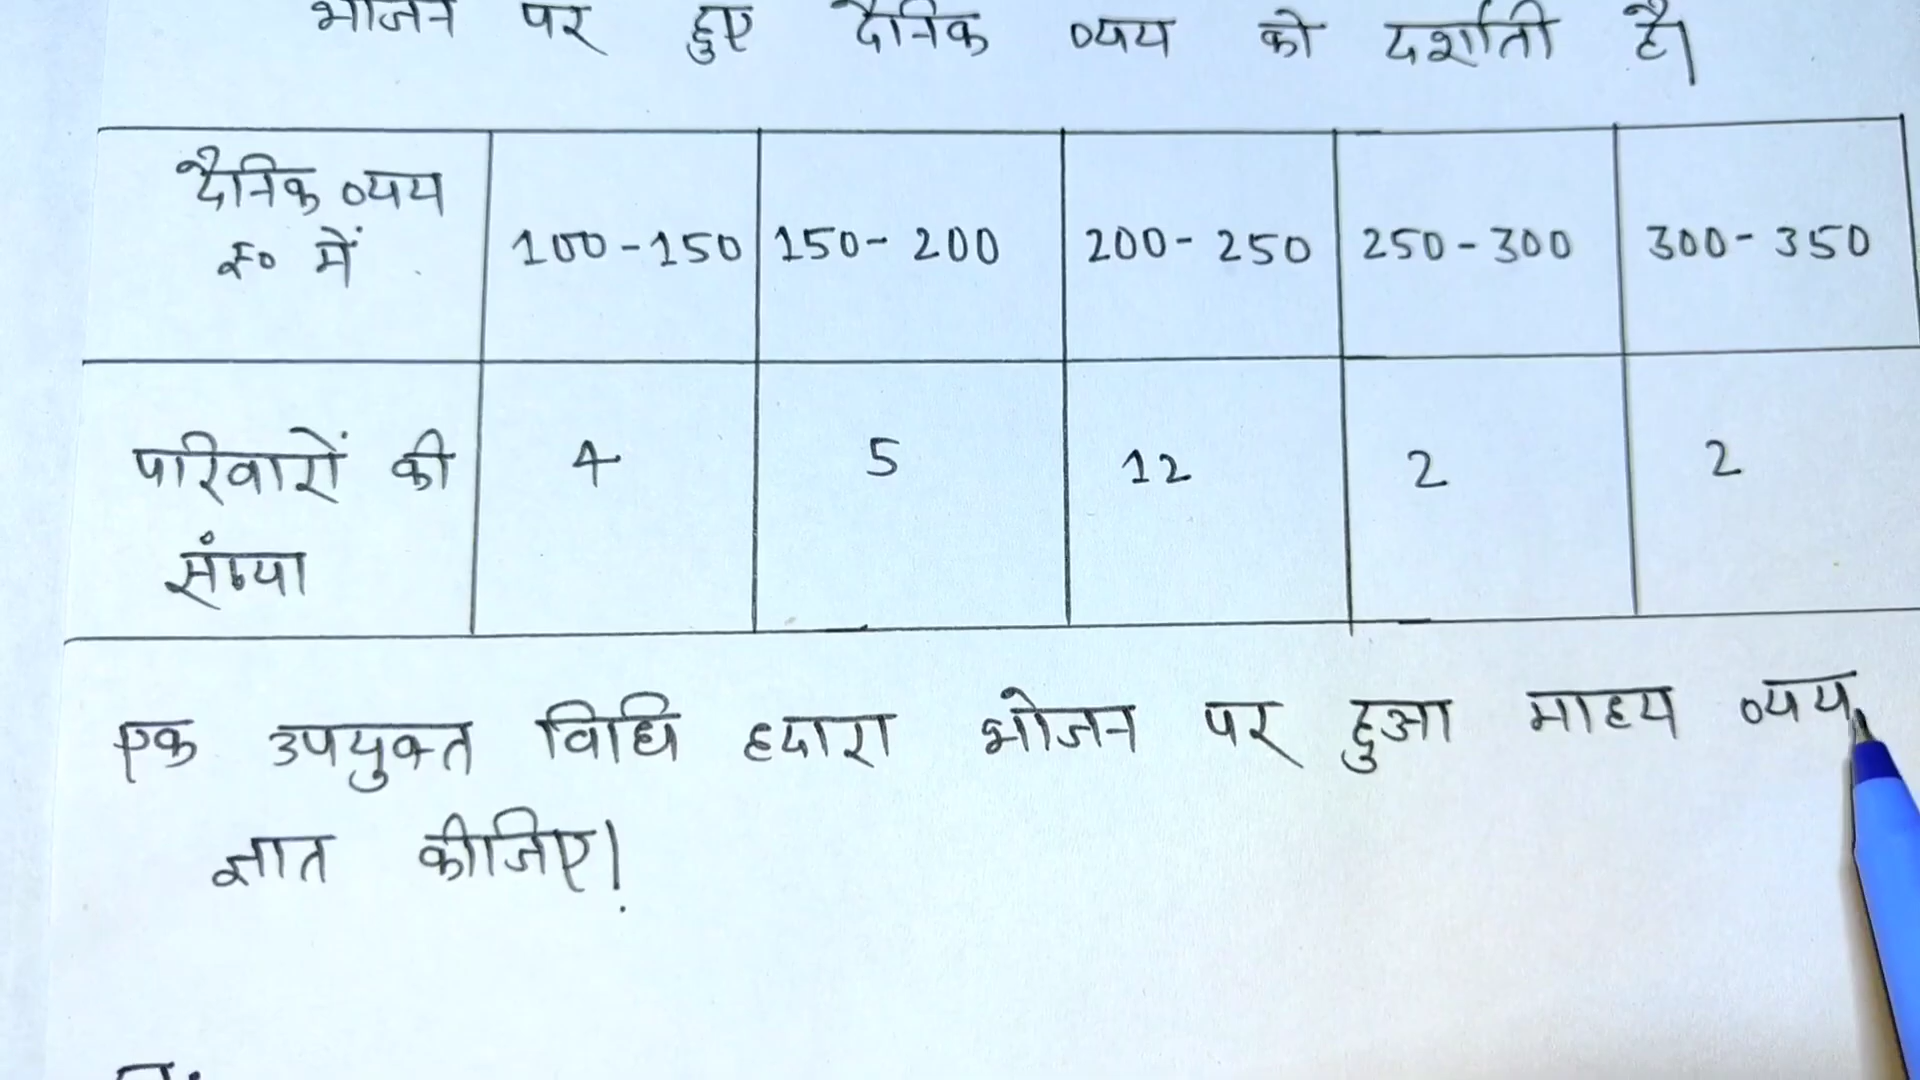 भोजन पर हुए दैनिक व्यय को दर्शाती है।
दैनिक व्यय
रु० में
100-150 150-200 200-250 250-300 300-350
परिवारों की
संख्या
4 5 12 2 2
एक उपयुक्त विधि द्वारा भोजन पर हुआ माध्य व्यय
ज्ञात कीजिए।